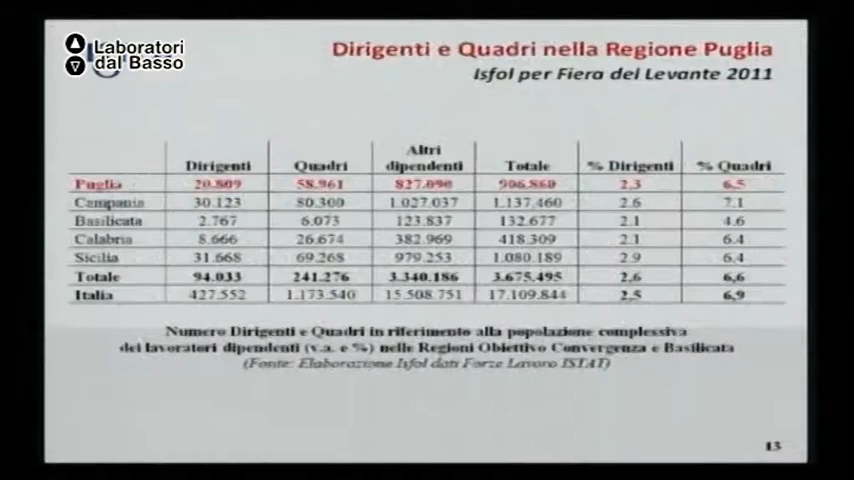 Laboratori
dal Basso
Dirigenti e Quadri nella Regione Puglia
Isfol per Fiera del Levante 2011
Dirigenti Quadri Altri dipendenti Totale % Dirigenti % Quadri
Puglia 20.809 58.961 827.090 906.860 2.3 6.5
Campania 30.123 80.300 1.027.037 1.137.460 2.6 7.1
Basilicata 2.767 6.073 123.837 132.677 2.1 4.6
Calabria 8.666 26.674 382.969 418.309 2.1 6.4
Sicilia 31.668 69.268 979.253 1.080.189 2.9 6.4
Totale 94.033 241.276 3.340.186 3.675.495 2,6 6,6
Italia 427.552 1.173.540 15.508.751 17.109.844 2,5 6,9
Numero Dirigenti e Quadri in riferimento alla popolazione complessiva
dei lavoratori dipendenti (v.a. e %) nelle Regioni Obiettivo Convergenza e Basilicata
(Fonte: Elaborazione Isfol dati Forze Lavoro ISTAT)
13